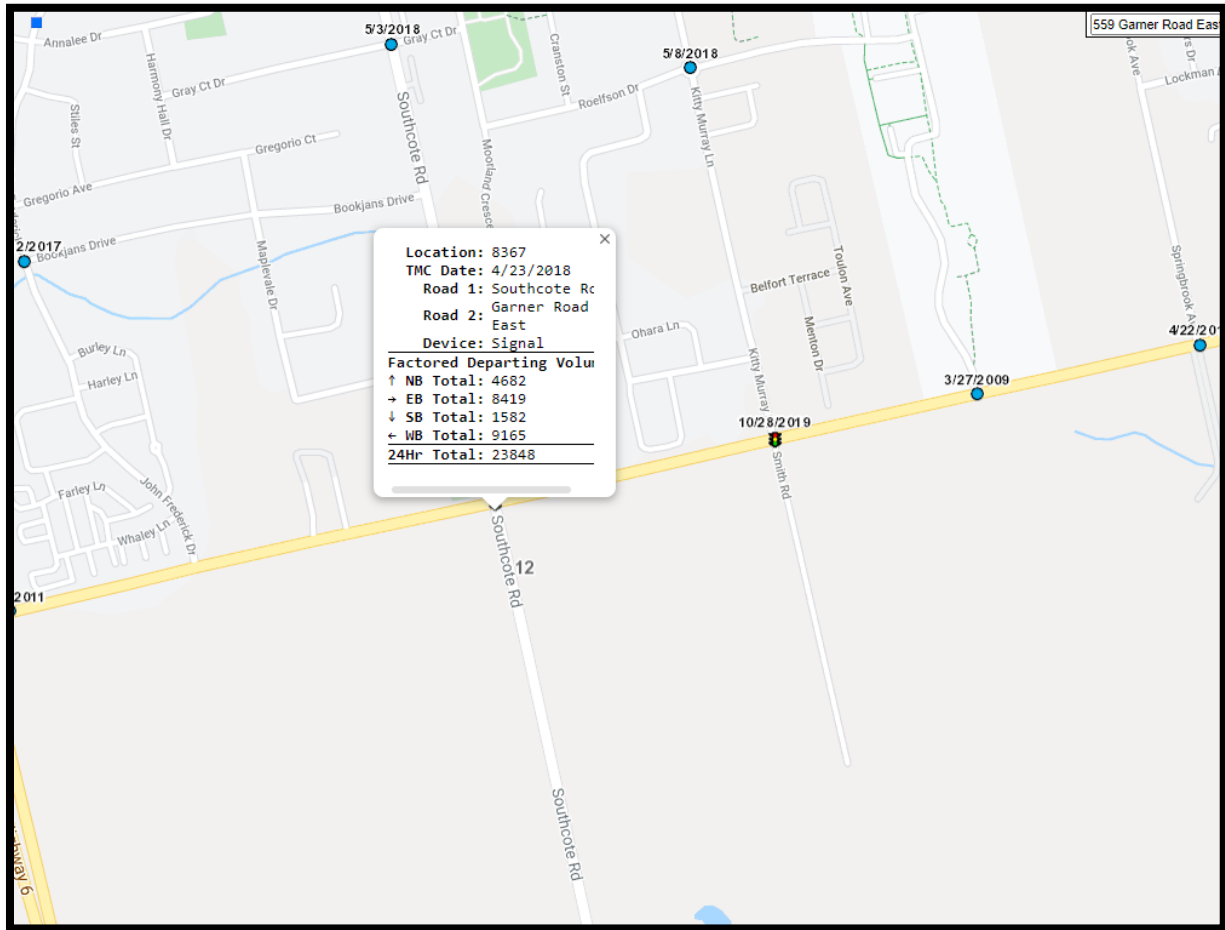 559 Garner Road East
5/3/2018
Gray Ct Dr
Annalee Dr
Cranston St
5/8/2018
Harmony Hall Dr
Gray Ct Dr
Roelfson Dr
Lockman
Stiles St
Southcote Rd
Kitty Murray Ln
Gregorio Ct
Moorland Cresce
Gregorio Ave
Bookjans Drive
2/2017
Bookjans Drive
Maplevale Dr
Toulon Ave
Springbrook Ave
Belfort Terrace
Location: 8367
TMC Date: 4/23/2018
Road 1: Southcote Rd
Road 2: Garner Road
East
Device: Signal
Factored Departing Volu
↑ NB Total: 4682
→ EB Total: 8419
↓ SB Total: 1582
← WB Total: 9165
24Hr Total: 23848
Ohara Ln
Menton Dr
4/22/20
Burley Ln
Kitty Murray
3/27/2009
Harley Ln
10/28/2019
Smith Rd
Farley Ln
John Frederick Dr
Whaley Ln
Southcote Rd
12
2011
Southcote Rd
Highway 6